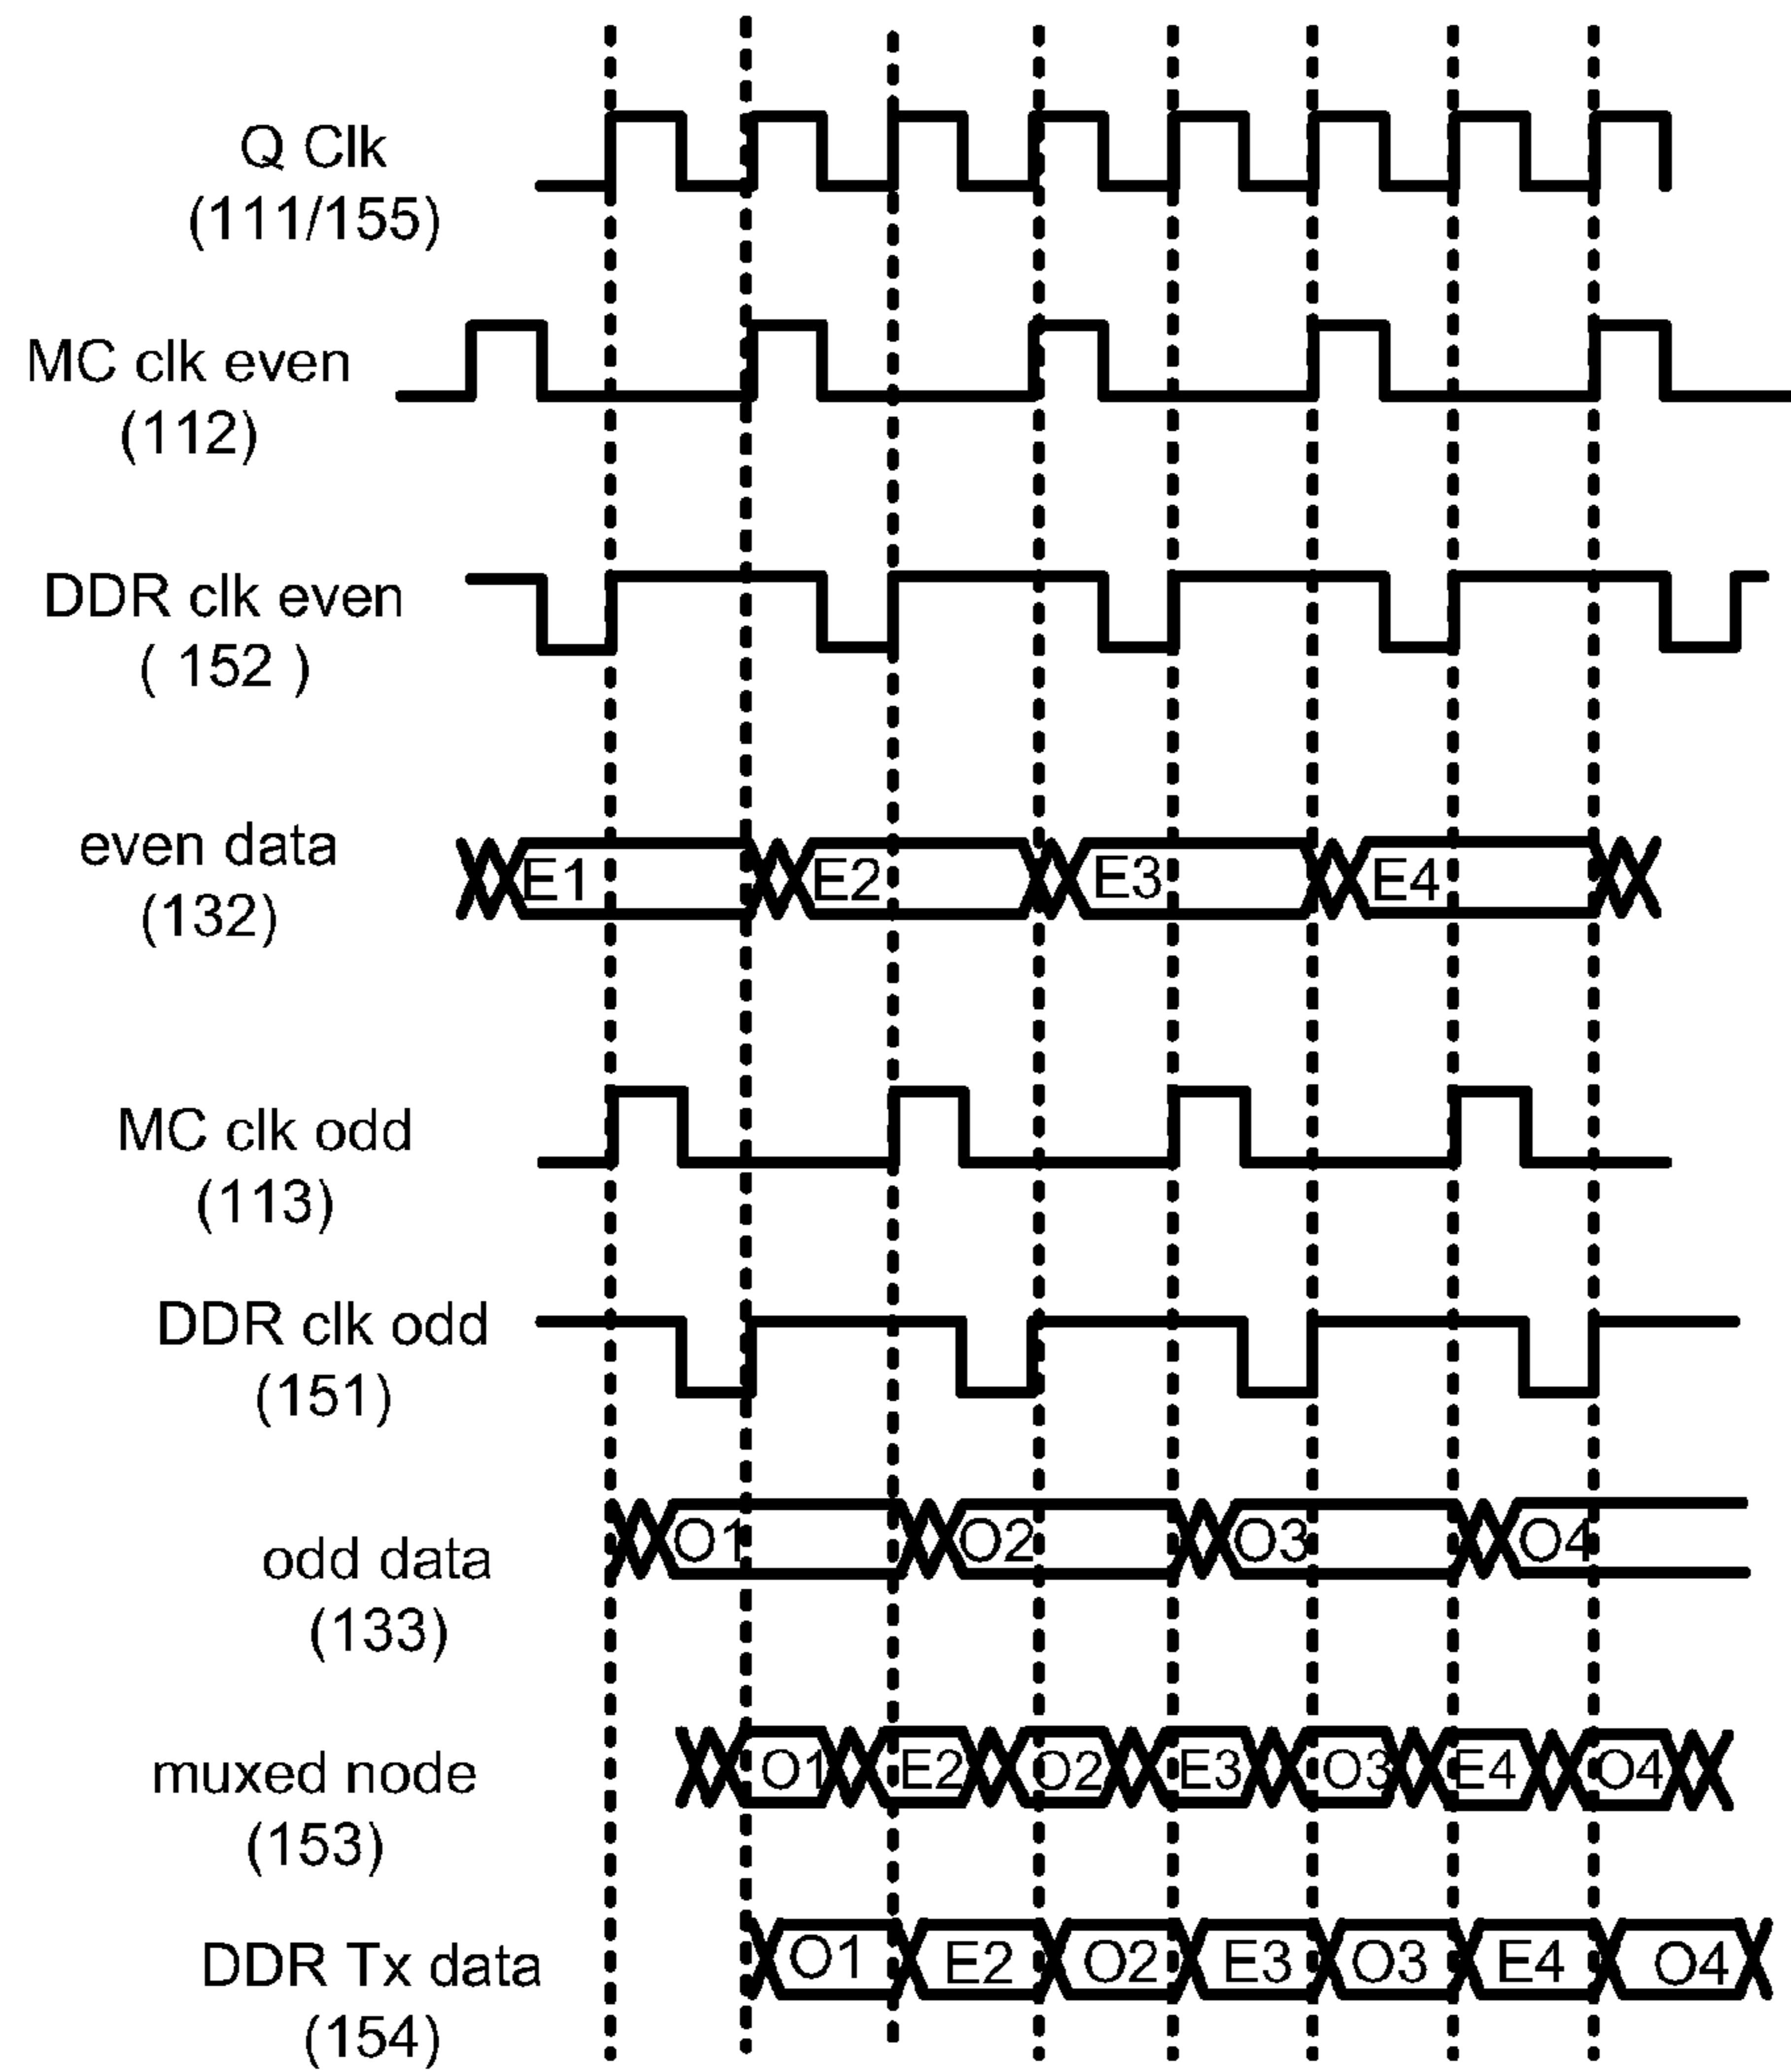 Q Clk
(111/155)
MC clk even
(112)
DDR clk even
( 152 )
even data
(132)
E1 E2 E3 E4
MC clk odd
(113)
DDR clk odd
(151)
odd data
(133)
O1 O2 O3 O4
muxed node
(153)
O1 E2 O2 E3 O3 E4 O4
DDR Tx data
(154)
O1 E2 O2 E3 O3 E4 O4